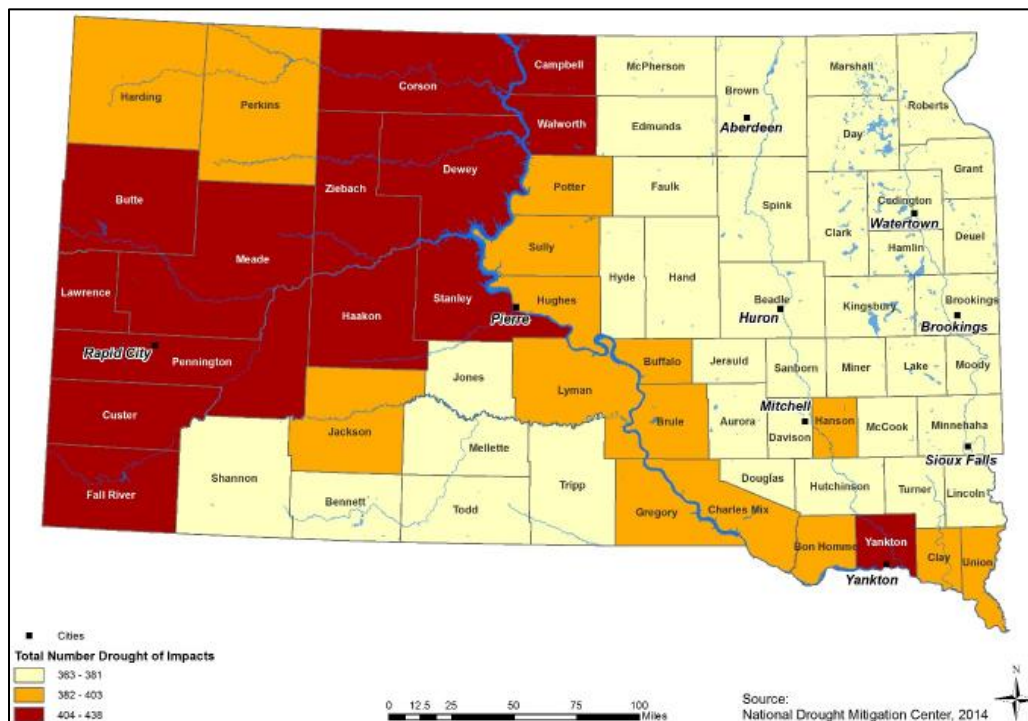 Campbell
McPherson
Marshall
Corson
Brown
Harding
Perkins
Roberts
Walworth
Edmunds
Aberdeen
Day
Dewey
Grant
Ziebach
Potter
Faulk
Butte
Codington
Spink
Watertown
Clark
Deuel
Sully
Hamlin
Meade
Hyde
Hand
Lawrence
Stanley
Hughes
Beadle
Kingsbury
Brookings
Haakon
Pierre
Huron
Brookings
Rapid City
Pennington
Buffalo
Jerauld
Sanborn
Miner
Lake
Moody
Jones
Lyman
Custer
Mitchell
Jackson
Brule
Aurora
Hanson
McCook
Minnehaha
Davison
Mellette
Sioux Falls
Shannon
Douglas
Fall River
Tripp
Hutchinson
Turner
Lincoln
Bennett
Todd
Gregory
Charles Mix
Yankton
Bon Homme
Clay
Union
Yankton
Cities
Total Number Drought of Impacts
363 - 381
382 - 403
404 - 438
0 12.5 25 50 75 100
Miles
N
Source:
National Drought Mitigation Center, 2014